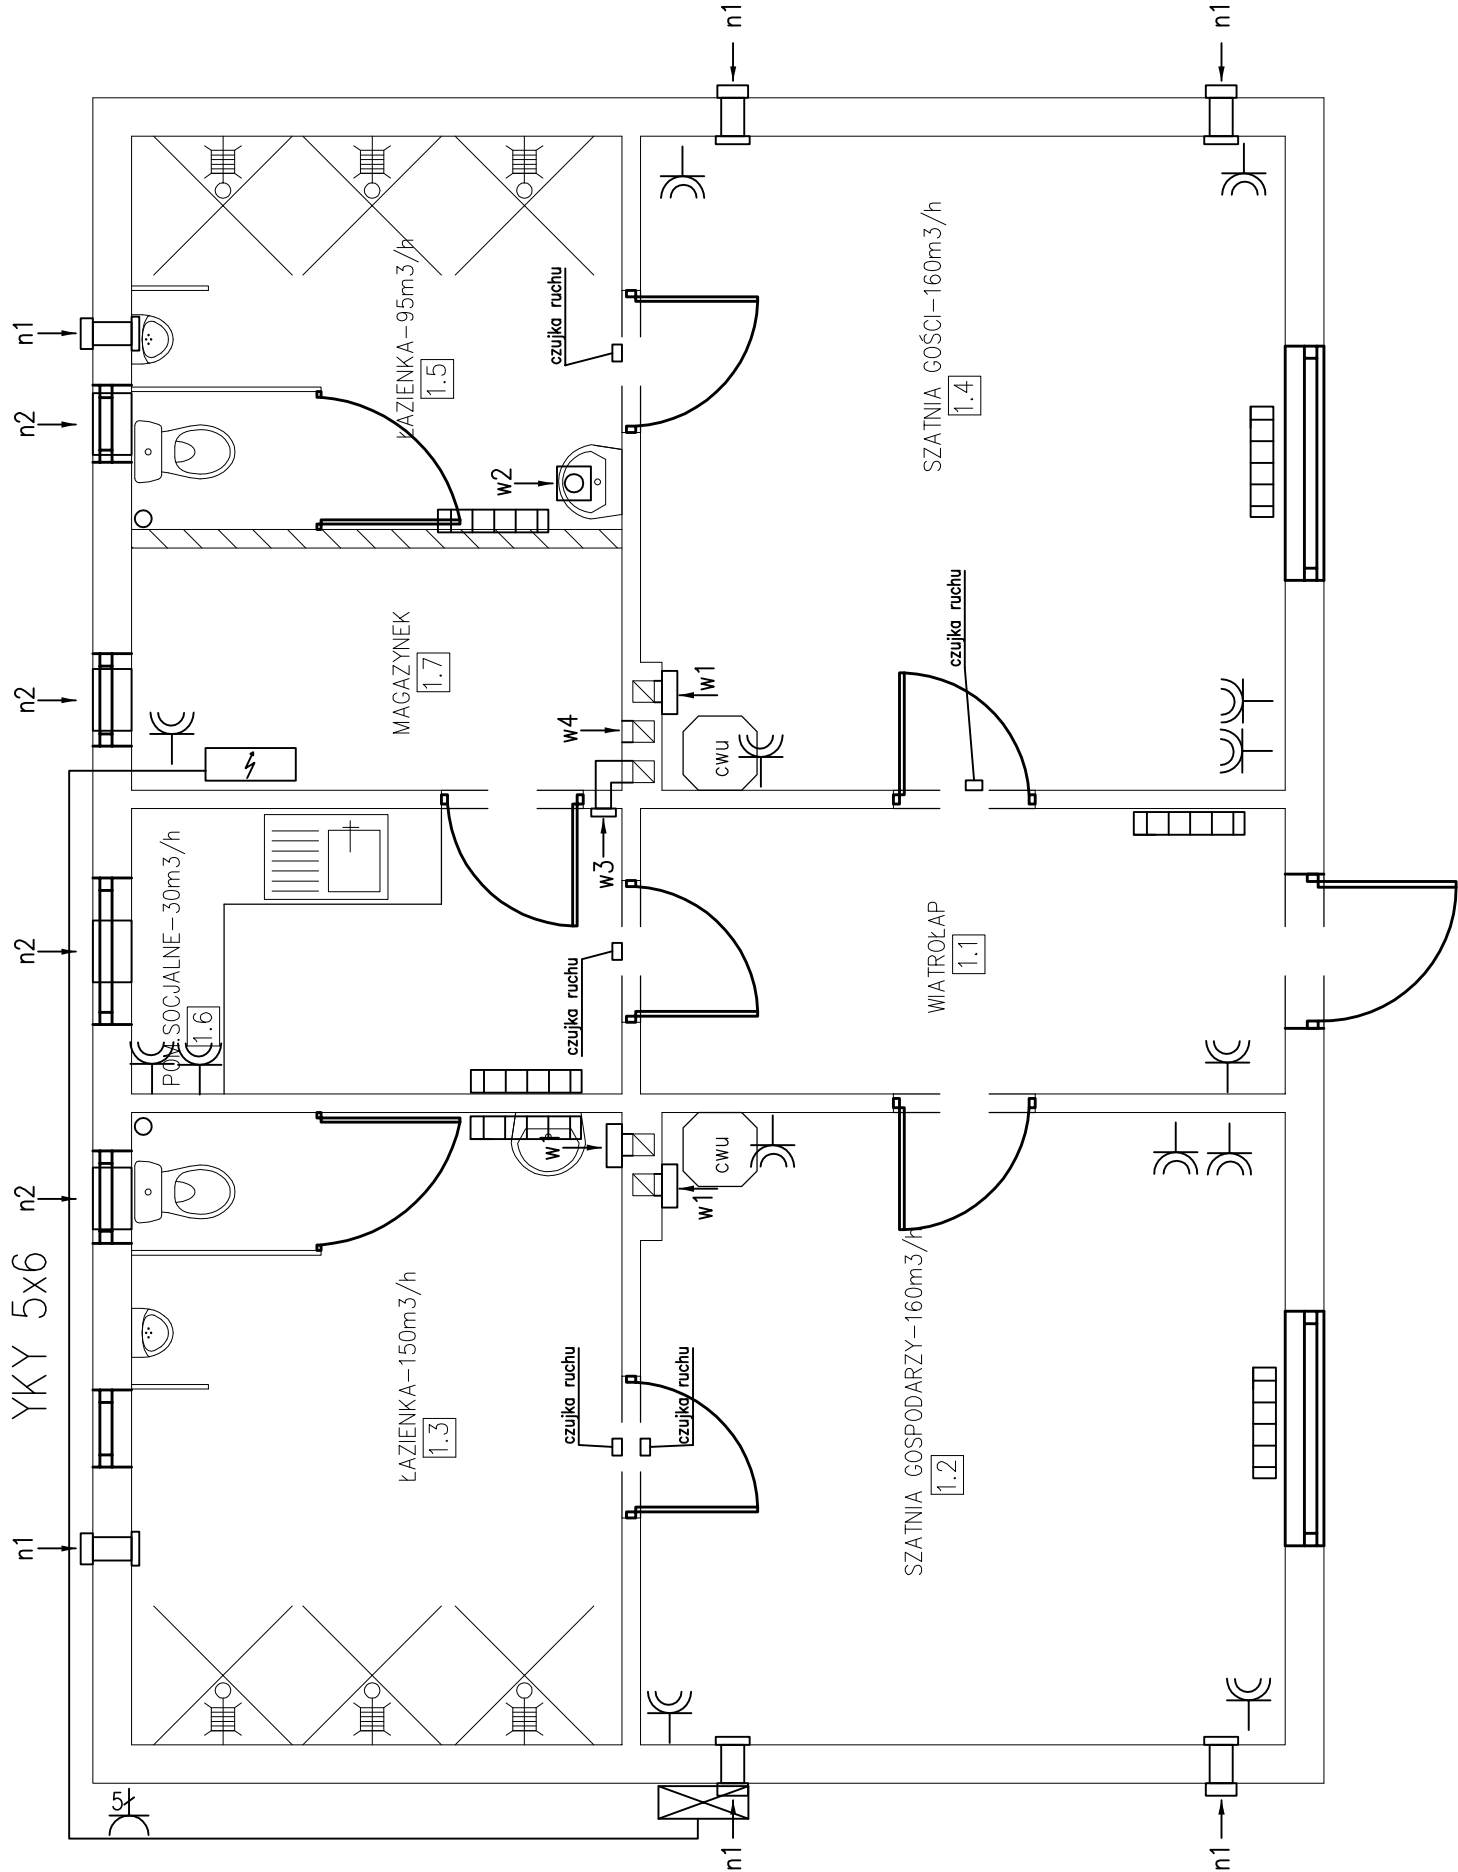 YKY 5x6
n1
n2
n2
n2
n2
n1
n1
n1
n1
n1
5
ŁAZIENKA-150m3/h
1.3
POM.SOCJALNE-30m3/h
1.6
MAGAZYNEK
1.7
ŁAZIENKA-95m3/h
1.5
w2
w3
w4
w1
w1
w1
cwu
cwu
czujka ruchu
czujka ruchu
czujka ruchu
czujka ruchu
czujka ruchu
SZATNIA GOSPODARZY-160m3/h
1.2
WIATROŁAP
1.1
SZATNIA GOŚCI-160m3/h
1.4